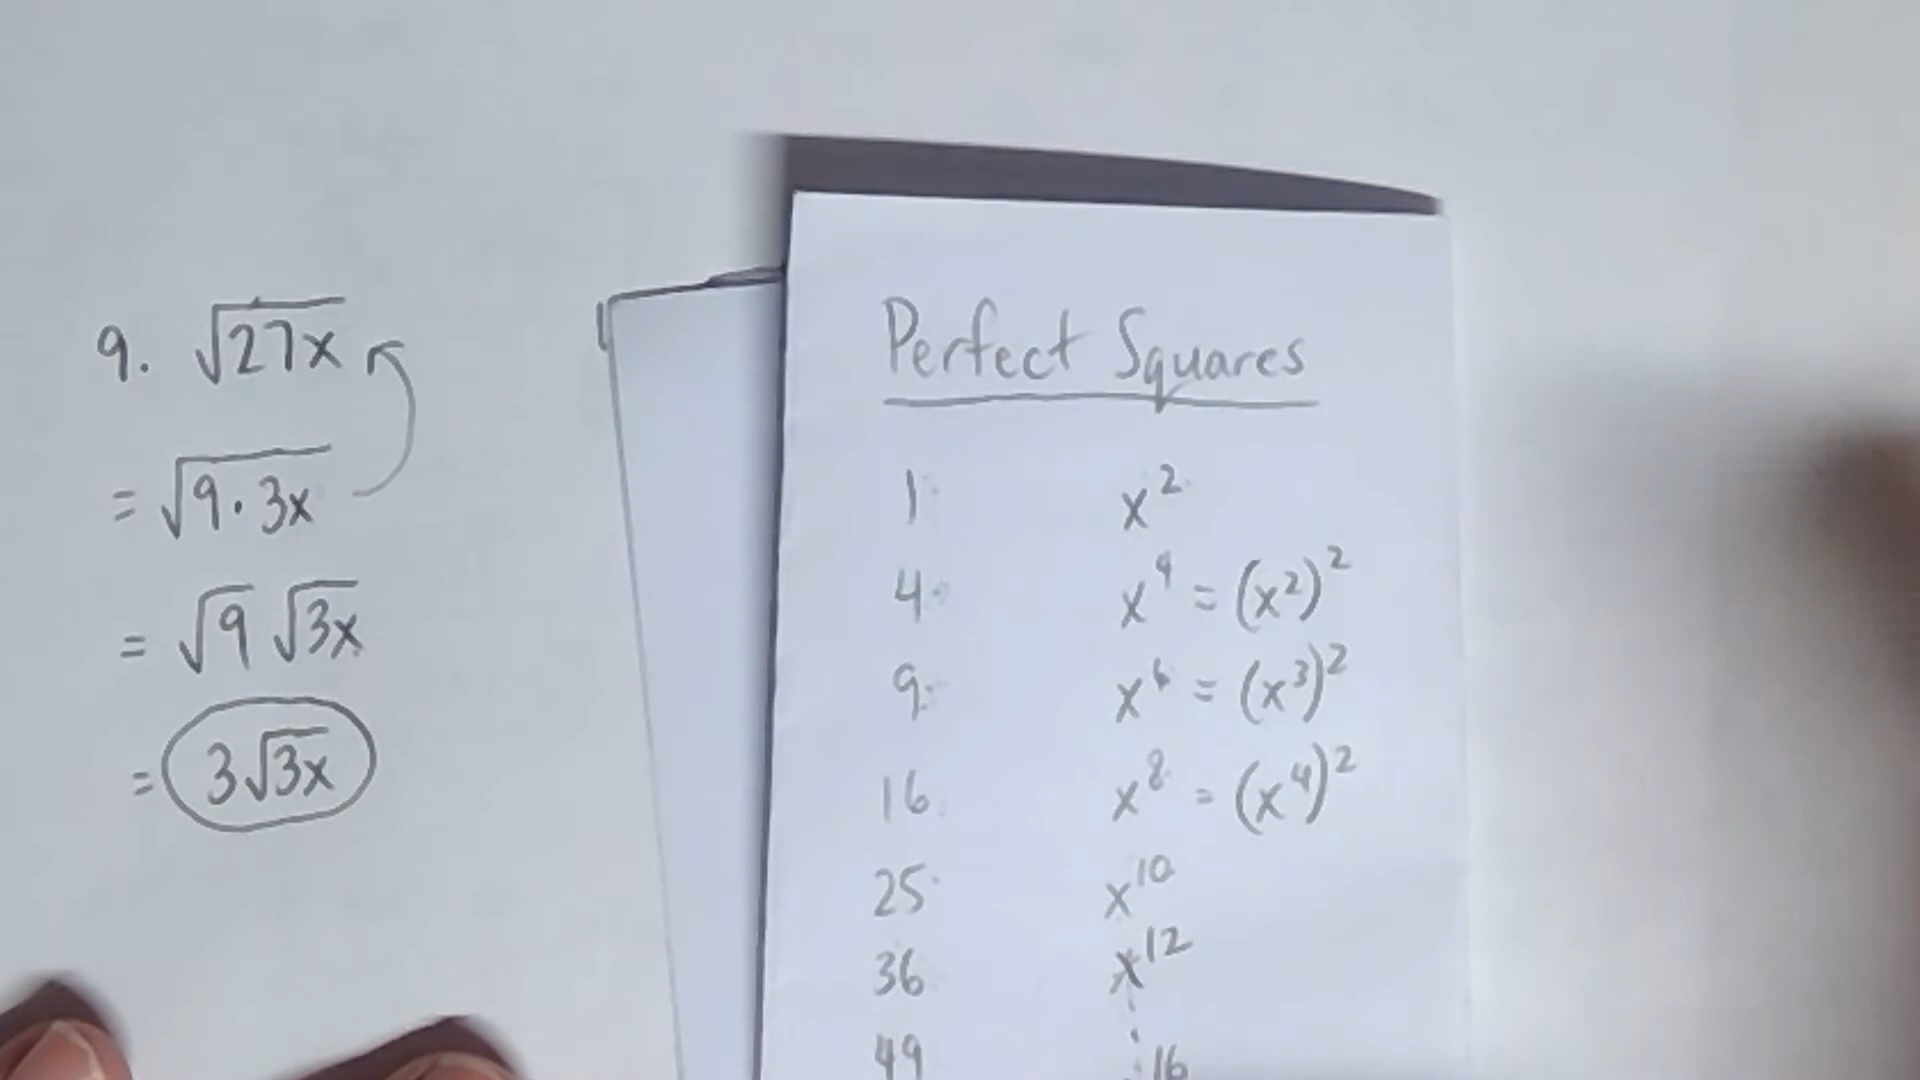 9. √27x
= √9·3x
= √9 √3x
= 3√3x
Perfect Squares
1 x²
4 x⁴ = (x²)²
9 x⁶ = (x³)²
16 x⁸ = (x⁴)²
25 x¹⁰
36 x¹²
49 16